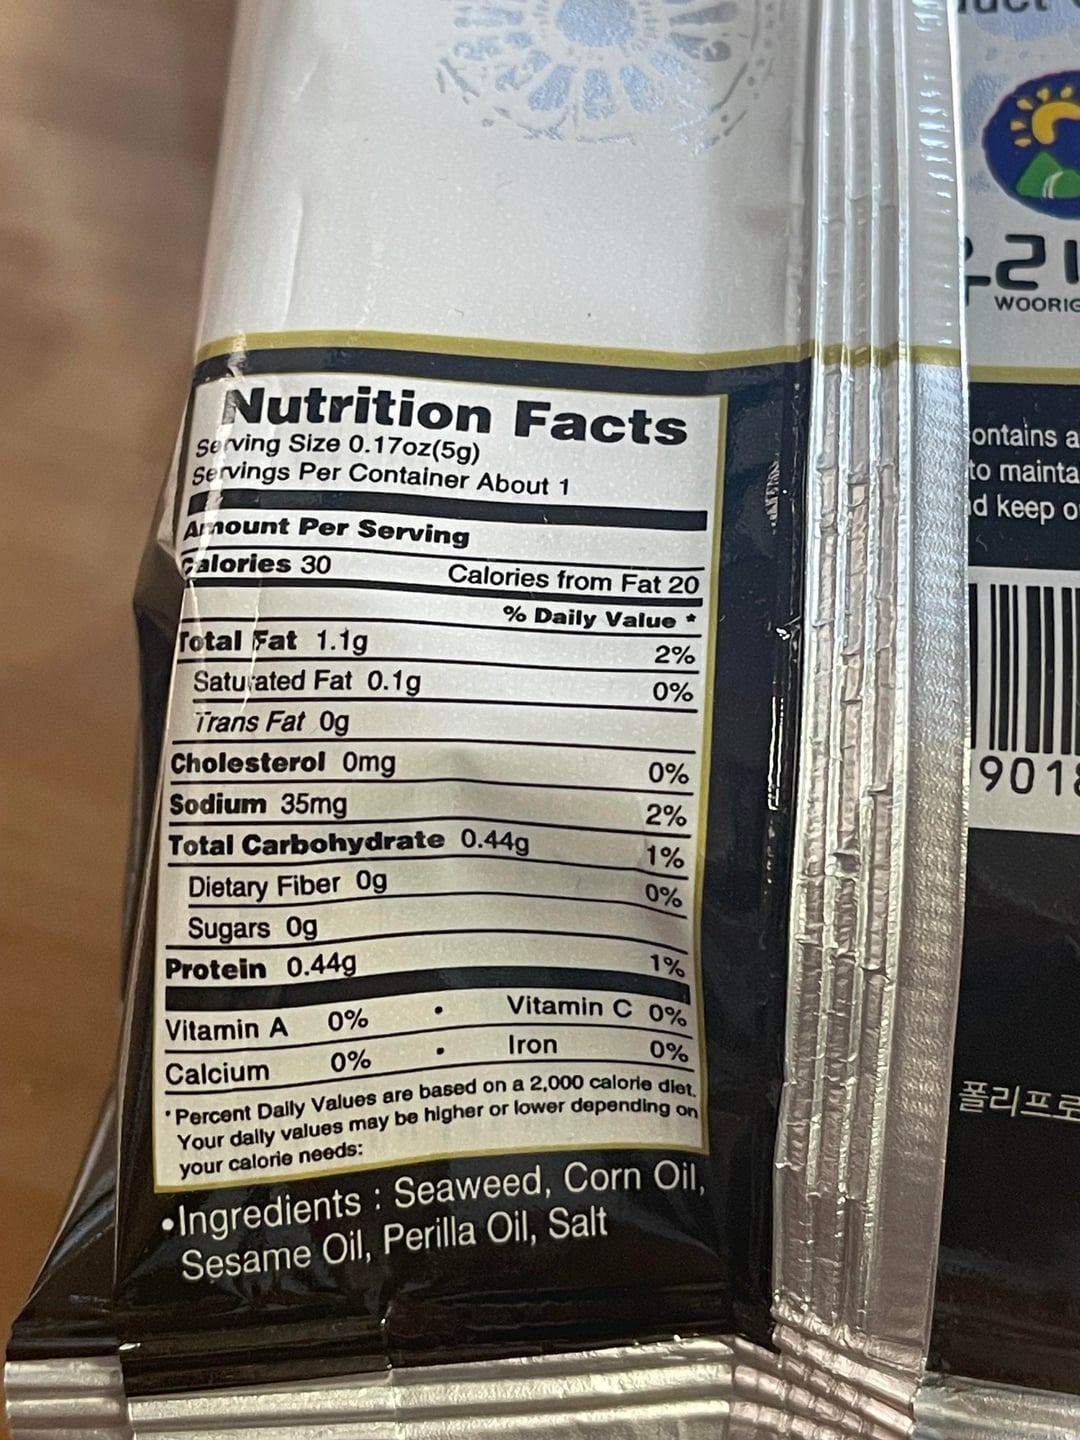 Nutrition Facts
Serving Size 0.17oz(5g)
Servings Per Container About 1
Amount Per Serving
Calories 30 Calories from Fat 20
% Daily Value *
Total Fat 1.1g 2%
Saturated Fat 0.1g 0%
Trans Fat 0g
Cholesterol 0mg 0%
Sodium 35mg 2%
Total Carbohydrate 0.44g 1%
Dietary Fiber 0g 0%
Sugars 0g
Protein 0.44g 1%
Vitamin A 0% • Vitamin C 0%
Calcium 0% • Iron 0%
*Percent Daily Values are based on a 2,000 calorie diet.
Your daily values may be higher or lower depending on
your calorie needs:
•Ingredients : Seaweed, Corn Oil,
Sesame Oil, Perilla Oil, Salt
WOORIG
ontains a
to mainta
d keep o
901
폴리프로